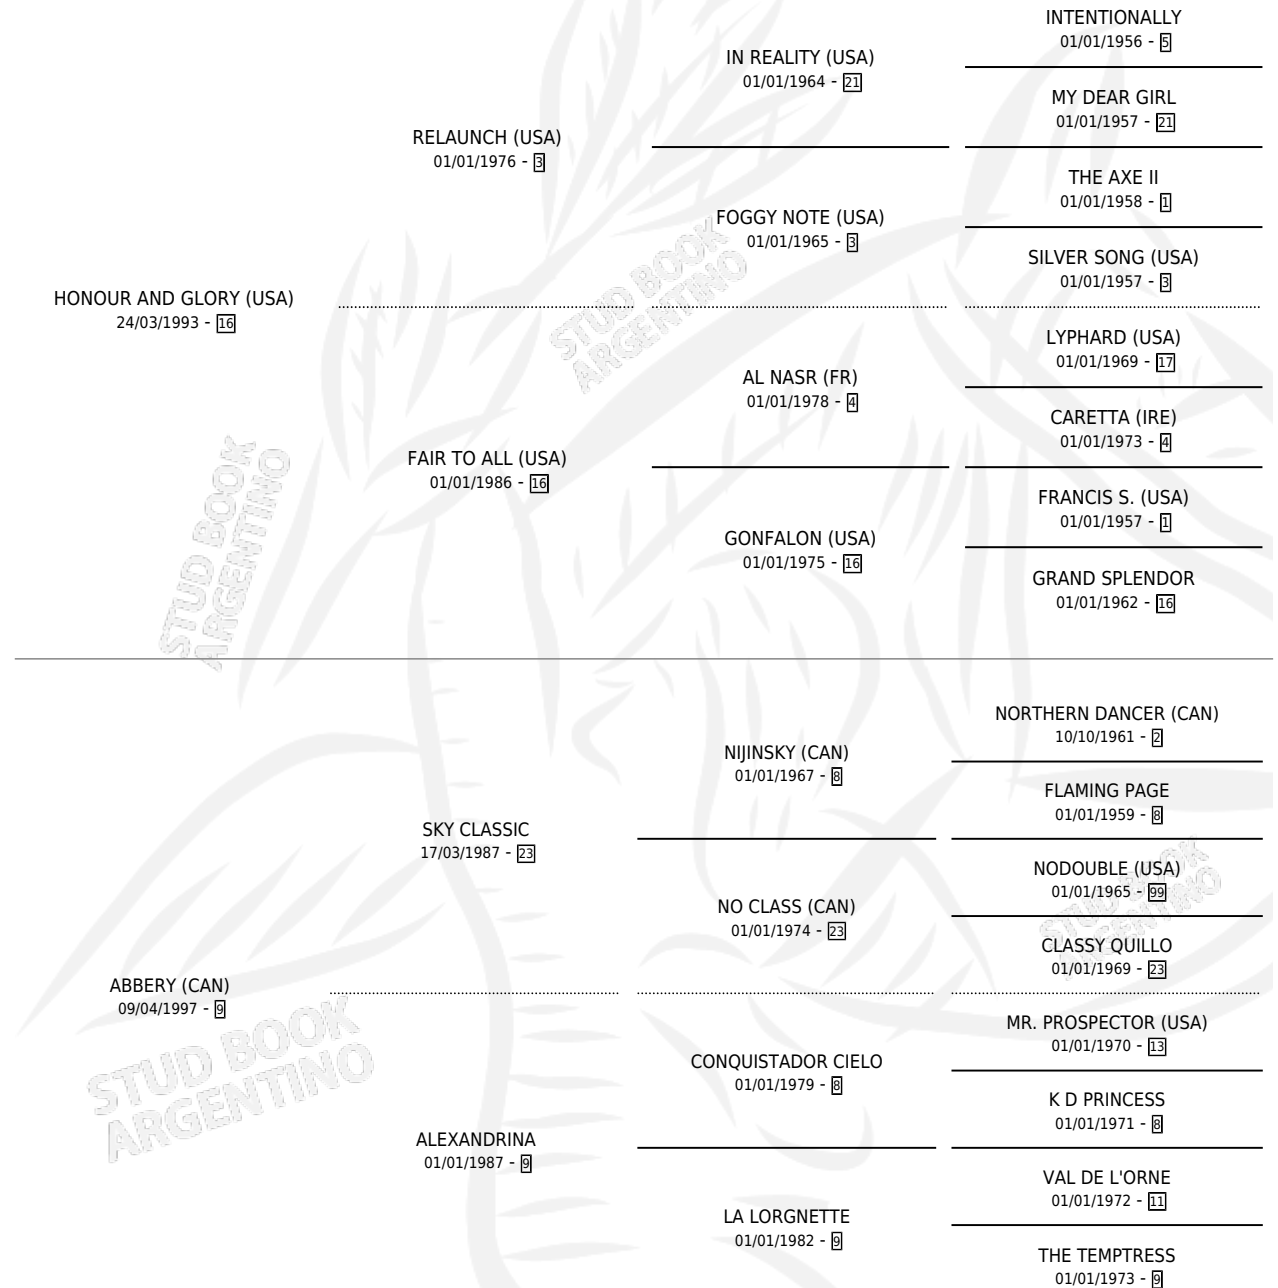 INTENTIONALLY
01/01/1956 - 5
IN REALITY (USA)
01/01/1964 - 21
MY DEAR GIRL
01/01/1957 - 21
RELAUNCH (USA)
01/01/1976 - 3
THE AXE II
01/01/1958 - 1
FOGGY NOTE (USA)
01/01/1965 - 3
SILVER SONG (USA)
01/01/1957 - 3
HONOUR AND GLORY (USA)
24/03/1993 - 16
STUD BOOK
ARGENTINO
LYPHARD (USA)
01/01/1969 - 17
AL NASR (FR)
01/01/1978 - 4
CARETTA (IRE)
01/01/1973 - 4
FAIR TO ALL (USA)
01/01/1986 - 16
FRANCIS S. (USA)
01/01/1957 - 1
GONFALON (USA)
01/01/1975 - 16
GRAND SPLENDOR
01/01/1962 - 16
STUD BOOK
ARGENTINO
NORTHERN DANCER (CAN)
10/10/1961 - 2
NIJINSKY (CAN)
01/01/1967 - 8
FLAMING PAGE
01/01/1959 - 8
SKY CLASSIC
17/03/1987 - 23
NODOUBLE (USA)
01/01/1965 - 99
NO CLASS (CAN)
01/01/1974 - 23
STUD BOOK
ARGENTINO
CLASSY QUILLO
01/01/1969 - 23
ABBERY (CAN)
09/04/1997 - 9
STUD BOOK
ARGENTINO
MR. PROSPECTOR (USA)
01/01/1970 - 13
CONQUISTADOR CIELO
01/01/1979 - 8
K D PRINCESS
01/01/1971 - 8
ALEXANDRINA
01/01/1987 - 9
VAL DE L'ORNE
01/01/1972 - 11
LA LORGNETTE
01/01/1982 - 9
THE TEMPTRESS
01/01/1973 - 9